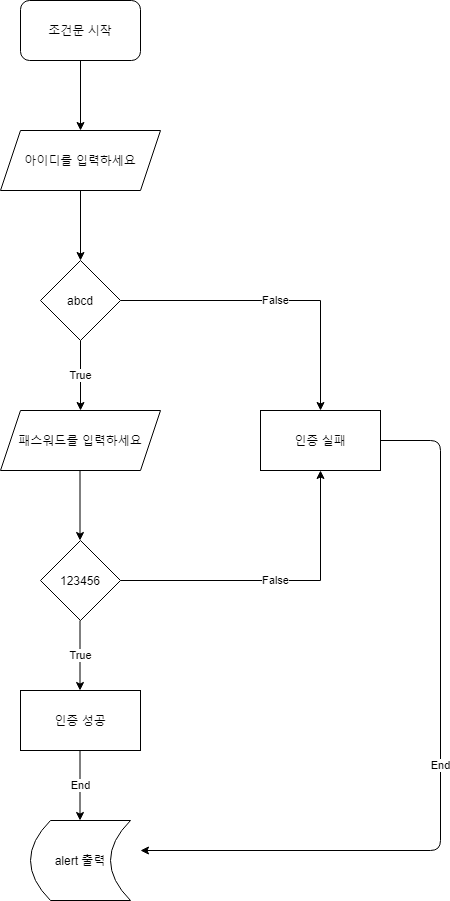 조건문 시작
아이디를 입력하세요
abcd
False
True
패스워드를 입력하세요
인증 실패
123456
False
True
인증 성공
End
End
alert 출력